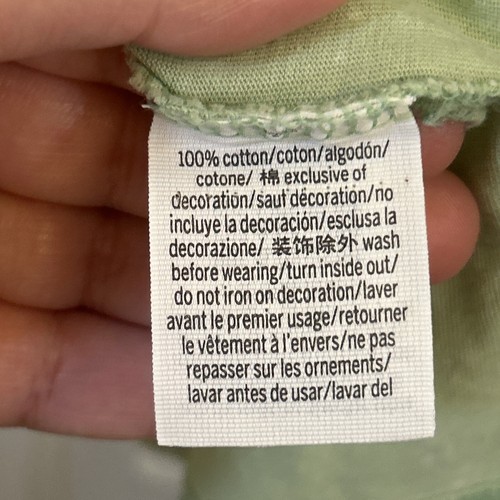 100% cotton/coton/algodón/
cotone/ 棉 exclusive of
decoration/sauf décoration/no
incluye la decoración/esclusa la
decorazione/ 装饰除外 wash
before wearing/turn inside out/
do not iron on decoration/laver
avant le premier usage/retourner
le vêtement à l'envers/ne pas
repasser sur les ornements/
lavar antes de usar/lavar del